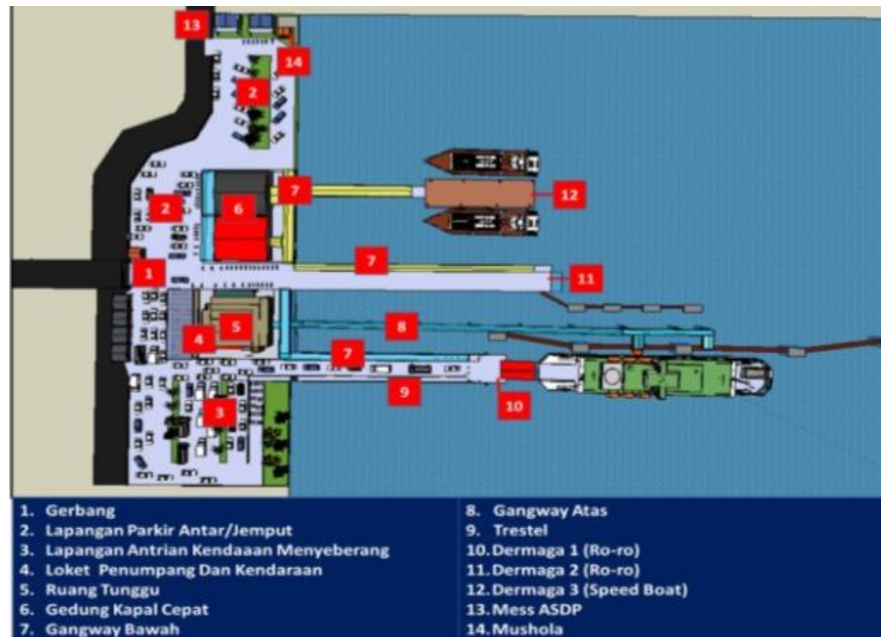 13
14
2
7
12
2
6
1
7
11
8
5
4
7
9
10
3
1. Gerbang
2. Lapangan Parkir Antar/Jemput
3. Lapangan Antrian Kendaaan Menyeberang
4. Loket Penumpang Dan Kendaraan
5. Ruang Tunggu
6. Gedung Kapal Cepat
7. Gangway Bawah
8. Gangway Atas
9. Trestel
10. Dermaga 1 (Ro-ro)
11. Dermaga 2 (Ro-ro)
12. Dermaga 3 (Speed Boat)
13. Mess ASDP
14. Mushola